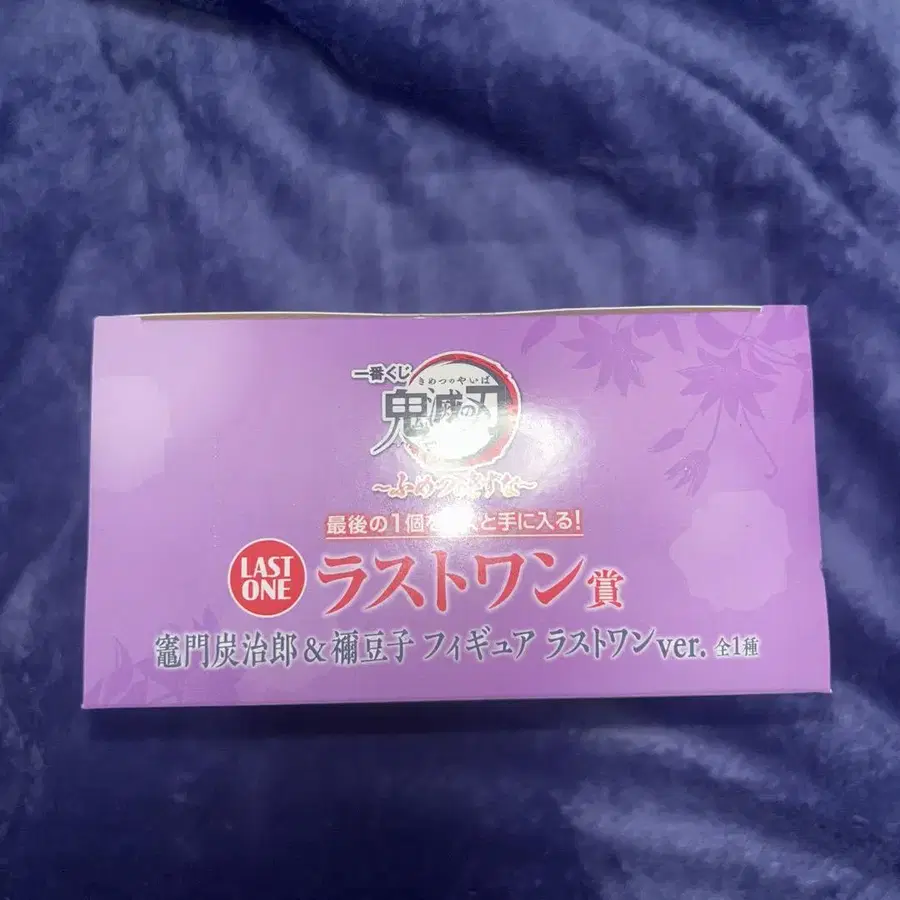 一番くじ
きめつのやいば
鬼滅の刃
最後の1個を と手に入る!
LAST
ONE
ラストワン賞
竈門炭治郎&禰豆子 フィギュア ラストワンver. 全1種